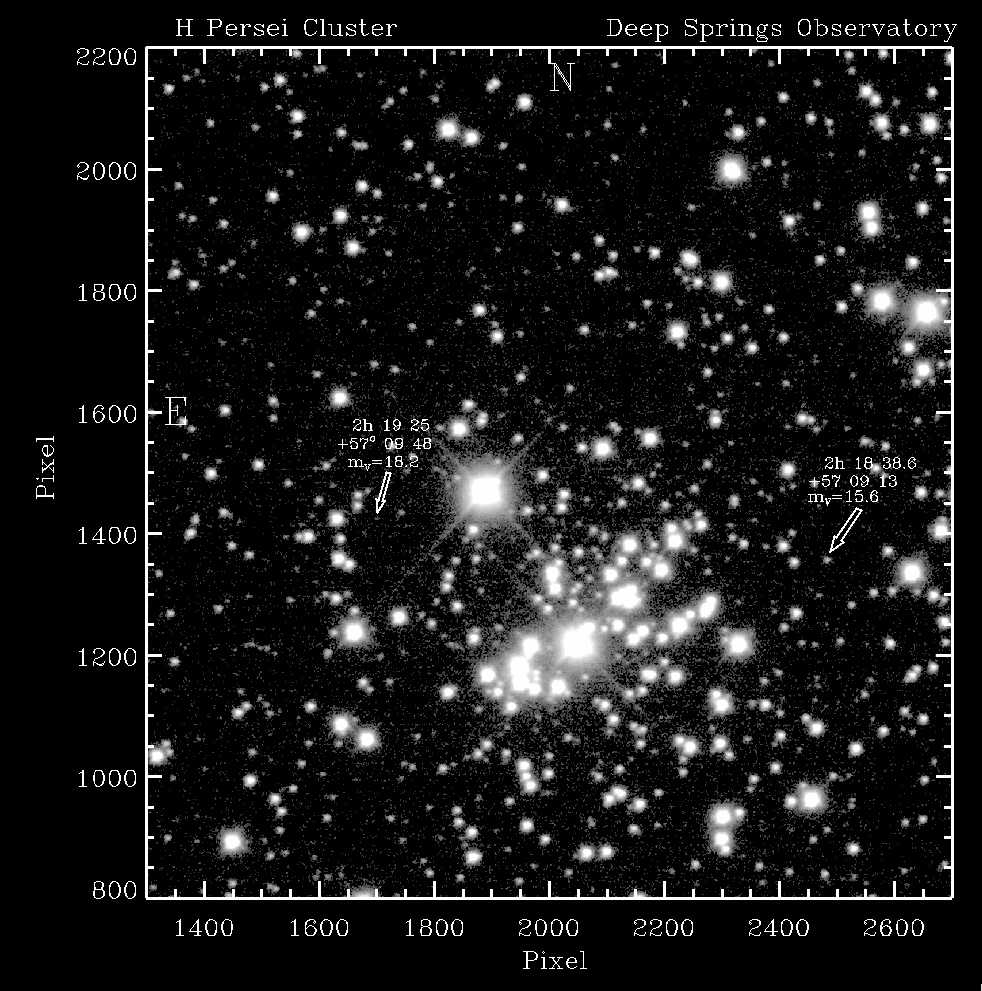 H Persei Cluster
Deep Springs Observatory
N
E
2h 19 25
+57° 09 48
mv=18.2
2h 18 38.6
+57 09 13
mv=15.6
2200
2000
1800
1600
1400
1200
1000
800
Pixel
1400 1600 1800 2000 2200 2400 2600
Pixel